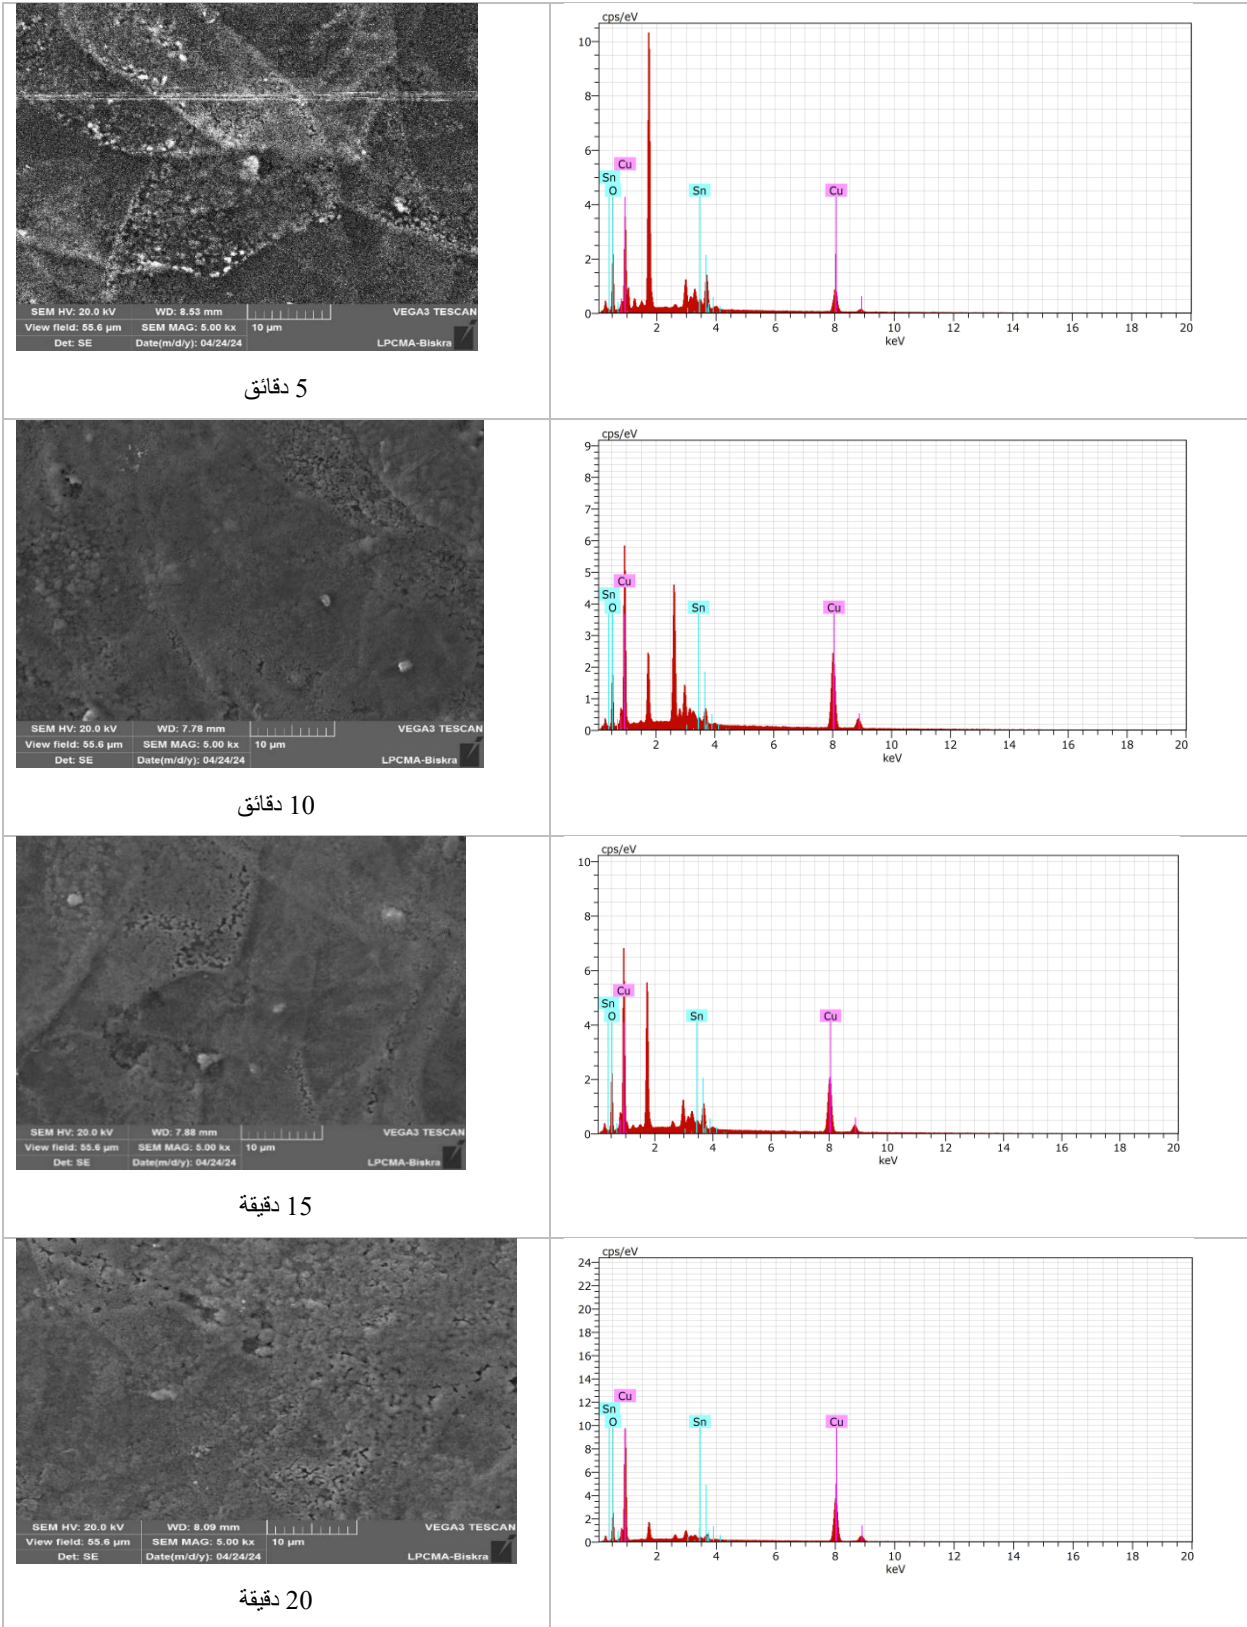 SEM HV: 20.0 kV WD: 8.53 mm VEGA3 TESCAN
View field: 55.6 µm SEM MAG: 5.00 kx 10 µm
Det: SE Date(m/d/y): 04/24/24 LPCMA-Biskra
5 دقائق
cps/eV
10
8
6
4
2
0
Cu
Sn
O
Sn
Cu
2 4 6 8 10 12 14 16 18 20
keV
SEM HV: 20.0 kV WD: 7.78 mm VEGA3 TESCAN
View field: 55.6 µm SEM MAG: 5.00 kx 10 µm
Det: SE Date(m/d/y): 04/24/24 LPCMA-Biskra
10 دقائق
cps/eV
9
8
7
6
5
4
3
2
1
0
Cu
Sn
O
Sn
Cu
2 4 6 8 10 12 14 16 18 20
keV
SEM HV: 20.0 kV WD: 7.88 mm VEGA3 TESCAN
View field: 55.6 µm SEM MAG: 5.00 kx 10 µm
Det: SE Date(m/d/y): 04/24/24 LPCMA-Biskra
15 دقيقة
cps/eV
10
8
6
4
2
0
Cu
Sn
O
Sn
Cu
2 4 6 8 10 12 14 16 18 20
keV
SEM HV: 20.0 kV WD: 8.09 mm VEGA3 TESCAN
View field: 55.6 µm SEM MAG: 5.00 kx 10 µm
Det: SE Date(m/d/y): 04/24/24 LPCMA-Biskra
20 دقيقة
cps/eV
24
22
20
18
16
14
12
10
8
6
4
2
0
Cu
Sn
O
Sn
Cu
2 4 6 8 10 12 14 16 18 20
keV